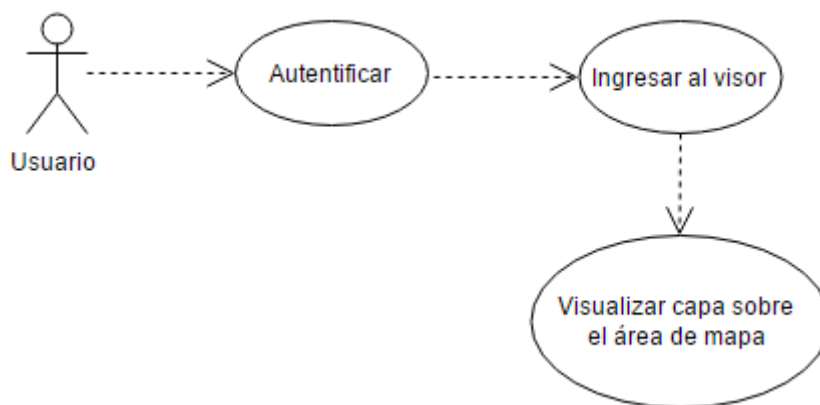 Autentificar
Ingresar al visor
Usuario
Visualizar capa sobre
el área de mapa